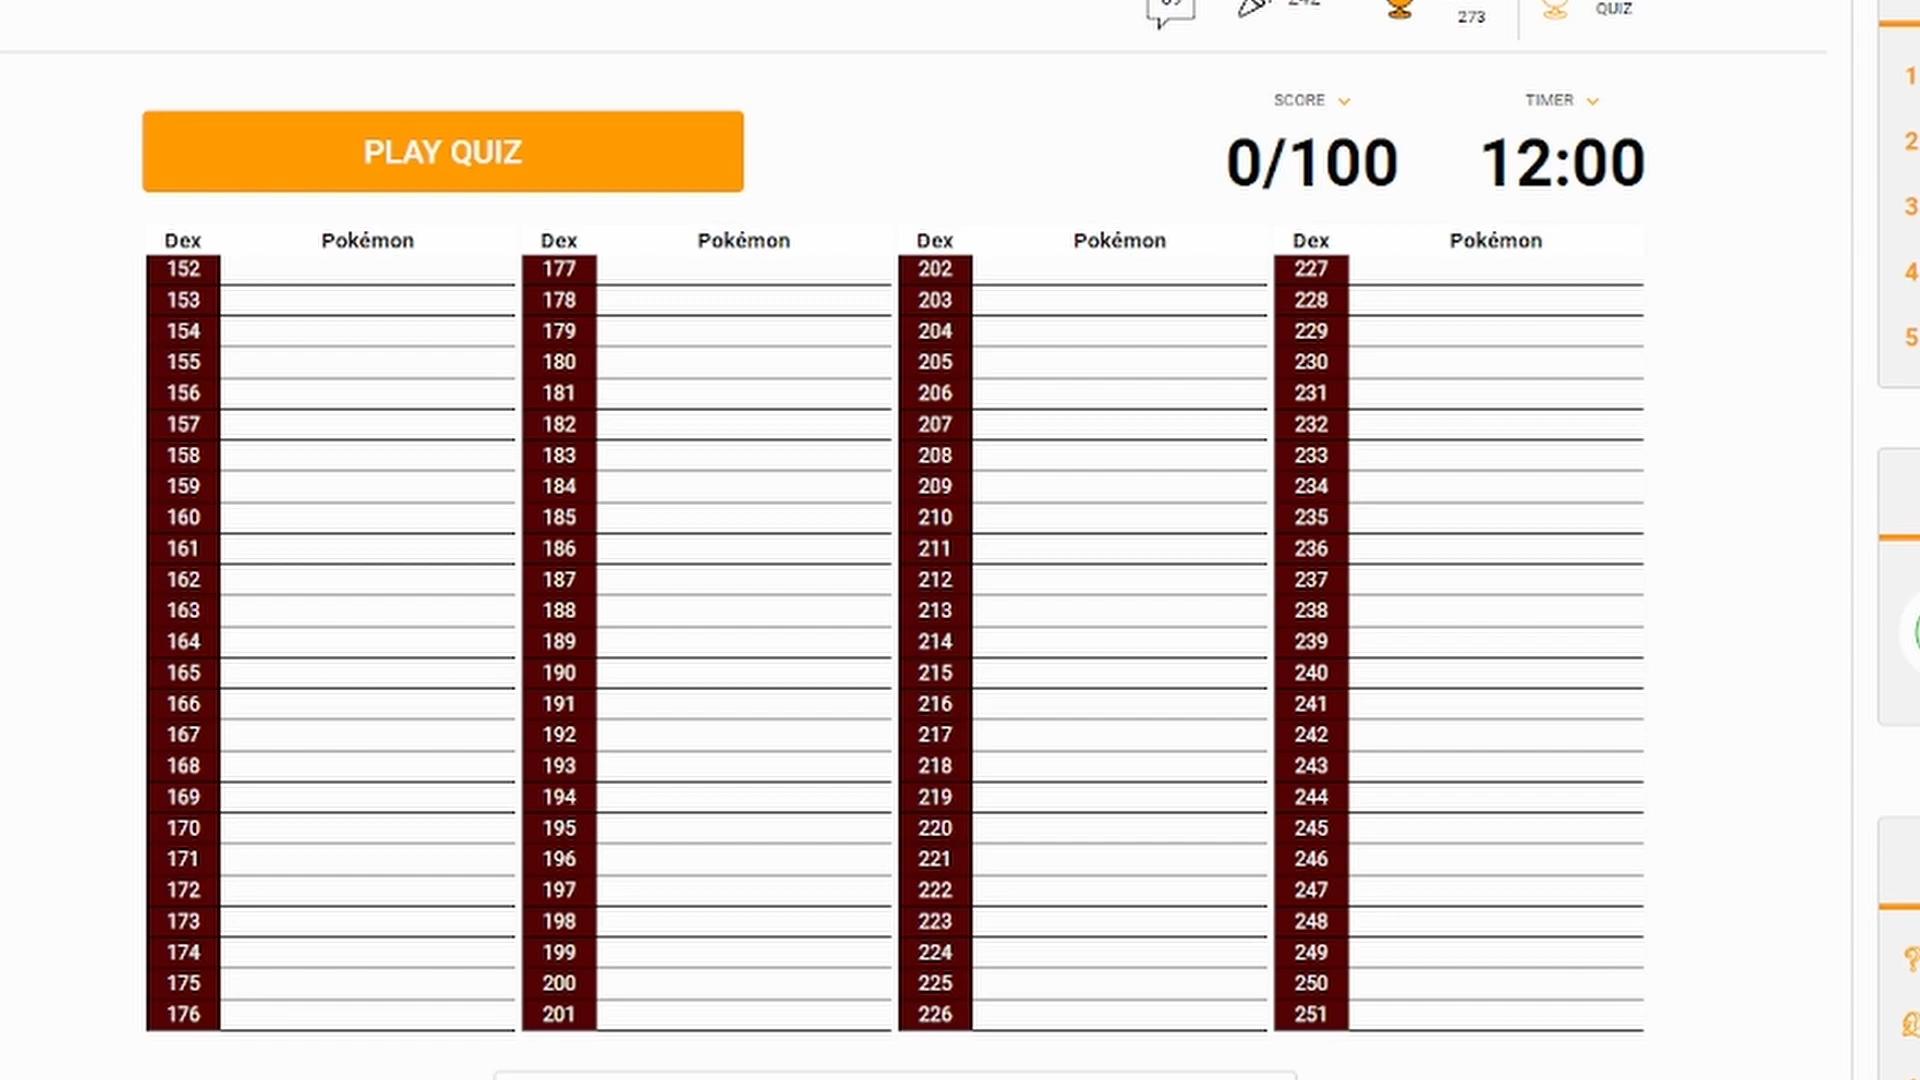 273
QUIZ
PLAY QUIZ
SCORE TIMER
0/100 12:00
Dex Pokémon Dex Pokémon Dex Pokémon Dex Pokémon
152 177 202 227
153 178 203 228
154 179 204 229
155 180 205 230
156 181 206 231
157 182 207 232
158 183 208 233
159 184 209 234
160 185 210 235
161 186 211 236
162 187 212 237
163 188 213 238
164 189 214 239
165 190 215 240
166 191 216 241
167 192 217 242
168 193 218 243
169 194 219 244
170 195 220 245
171 196 221 246
172 197 222 247
173 198 223 248
174 199 224 249
175 200 225 250
176 201 226 251
1
2
3
4
5